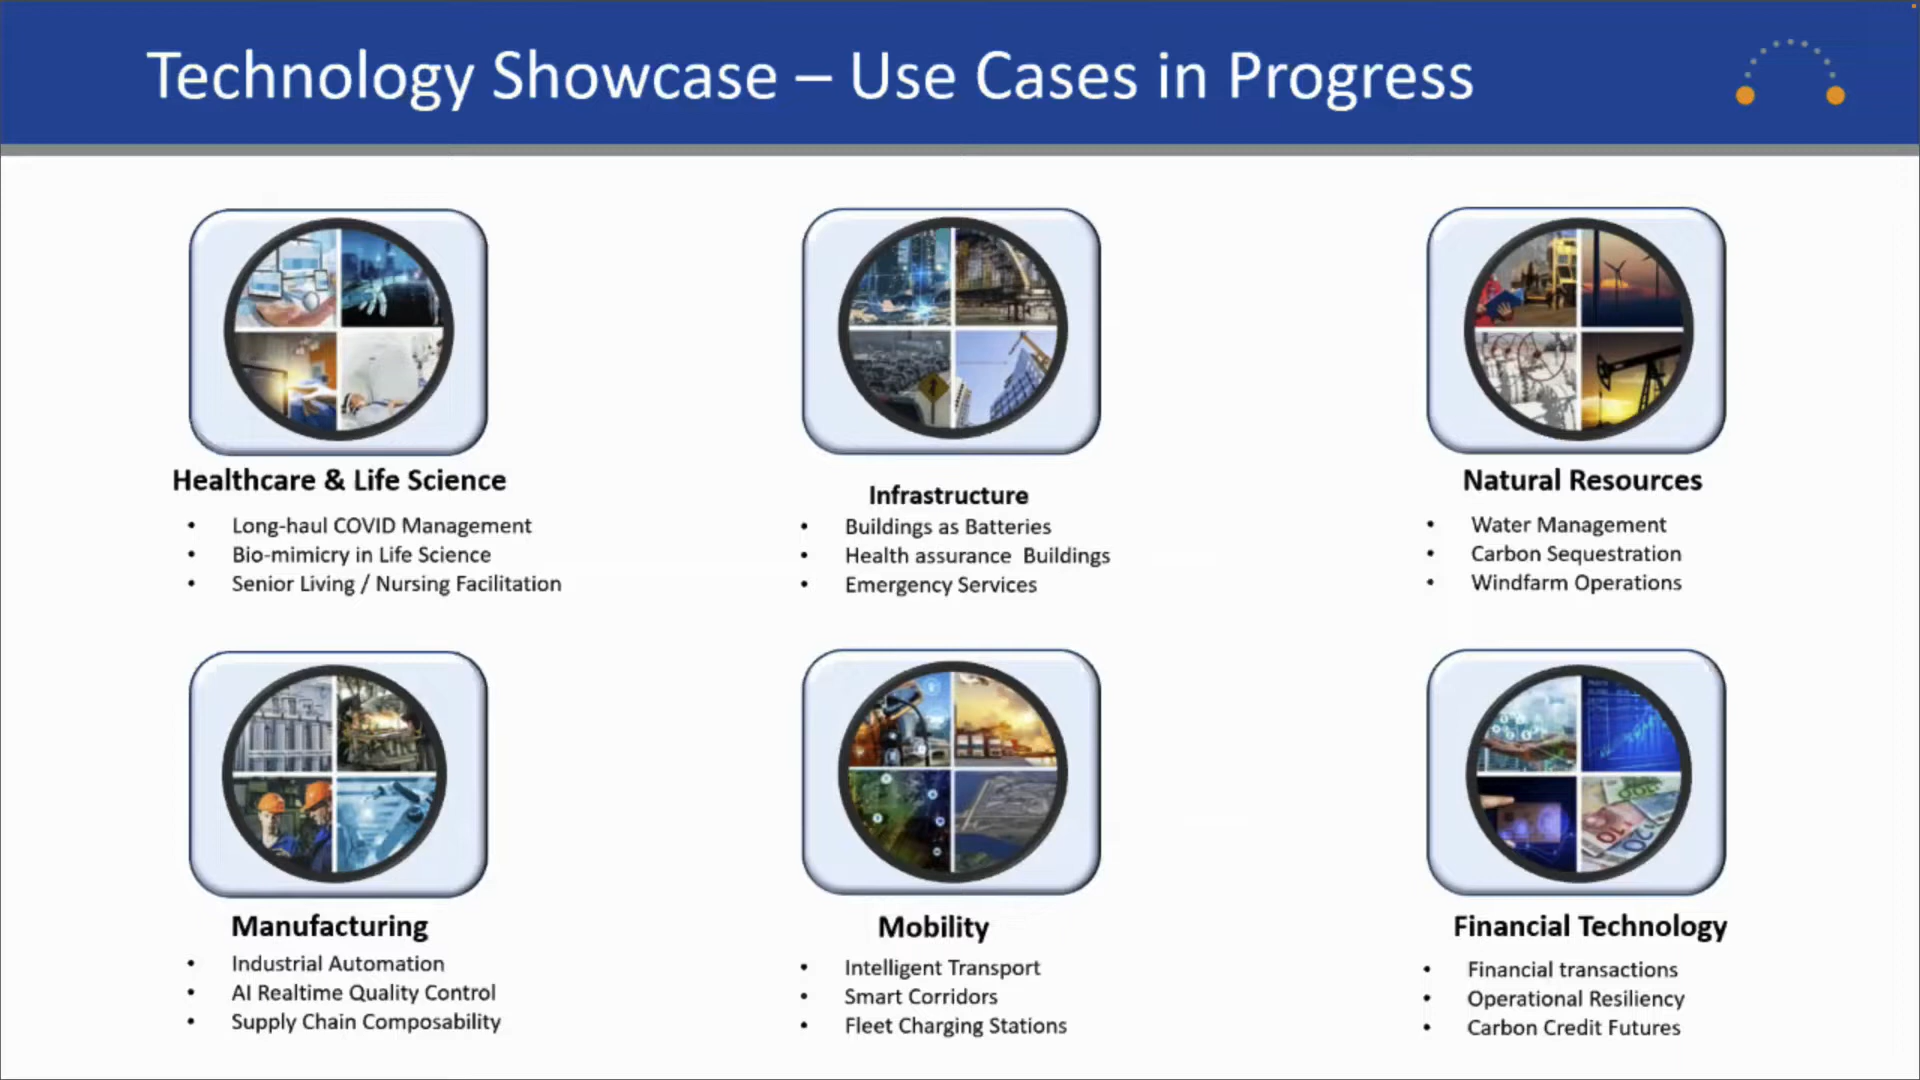 Technology Showcase – Use Cases in Progress
Healthcare & Life Science
• Long-haul COVID Management
• Bio-mimicry in Life Science
• Senior Living / Nursing Facilitation
Infrastructure
• Buildings as Batteries
• Health assurance  Buildings
• Emergency Services
Natural Resources
• Water Management
• Carbon Sequestration
• Windfarm Operations
Manufacturing
• Industrial Automation
• AI Realtime Quality Control
• Supply Chain Composability
Mobility
• Intelligent Transport
• Smart Corridors
• Fleet Charging Stations
Financial Technology
• Financial transactions
• Operational Resiliency
• Carbon Credit Futures